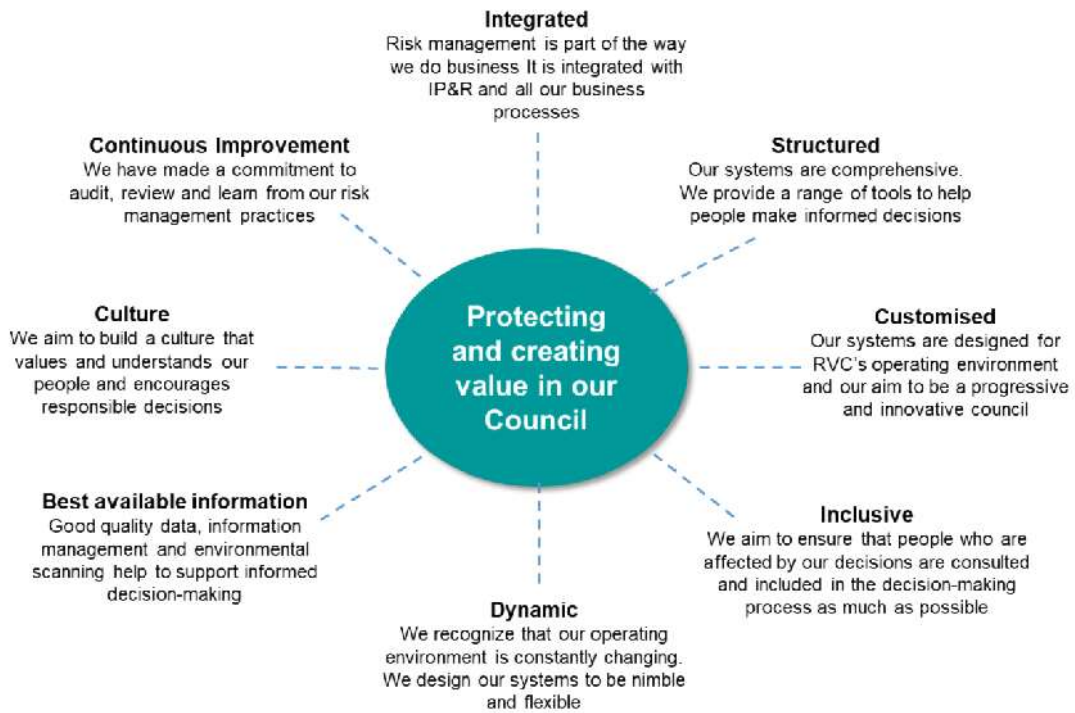 Integrated
Risk management is part of the way
we do business It is integrated with
IP&R and all our business
processes
Continuous Improvement
We have made a commitment to
audit, review and learn from our risk
management practices
Structured
Our systems are comprehensive.
We provide a range of tools to help
people make informed decisions
Culture
We aim to build a culture that
values and understands our
people and encourages
responsible decisions
Protecting
and creating
value in our
Council
Customised
Our systems are designed for
RVC's operating environment
and our aim to be a progressive
and innovative council
Best available information
Good quality data, information
management and environmental
scanning help to support informed
decision-making
Inclusive
We aim to ensure that people who are
affected by our decisions are consulted
and included in the decision-making
process as much as possible
Dynamic
We recognize that our operating
environment is constantly changing.
We design our systems to be nimble
and flexible